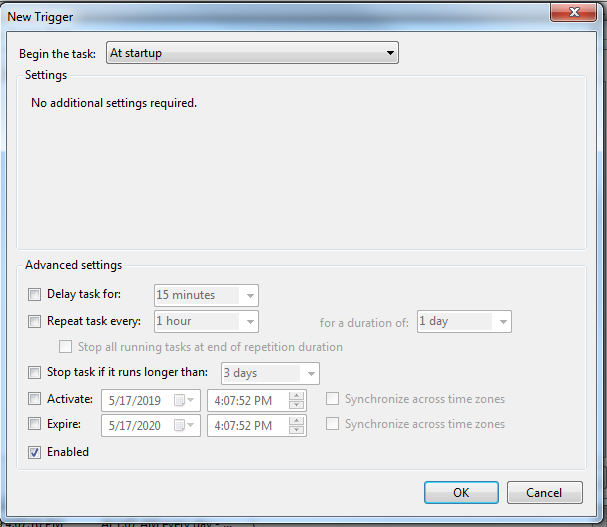 New Trigger
Begin the task: At startup
Settings
No additional settings required.
Advanced settings
Delay task for: 15 minutes
Repeat task every: 1 hour for a duration of: 1 day
Stop all running tasks at end of repetition duration
Stop task if it runs longer than: 3 days
Activate: 5/17/2019 4:07:52 PM Synchronize across time zones
Expire: 5/17/2020 4:07:52 PM Synchronize across time zones
Enabled
OK Cancel